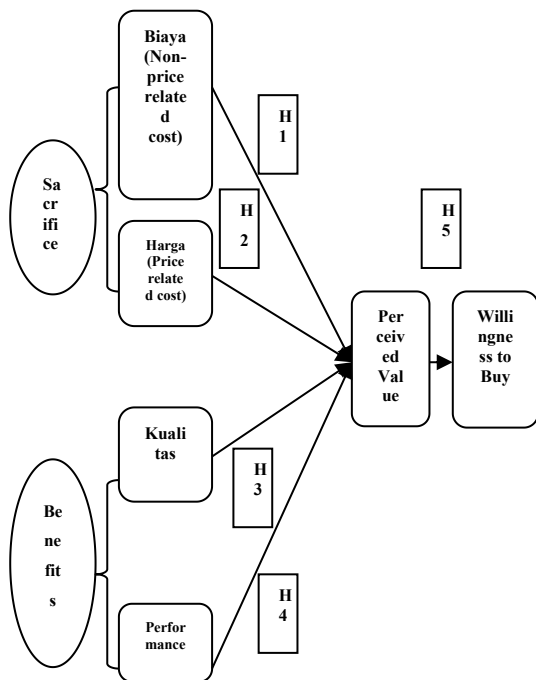 Biaya
(Non-
price
relate
d
cost)
H
1
Sa
cr
ifi
ce
H
2
H
5
Harga
(Price
relate
d cost)
Per
ceiv
ed
Val
ue
Willi
ngne
ss to
Buy
Kuali
tas
H
3
Be
ne
fit
s
H
4
Perfor
mance